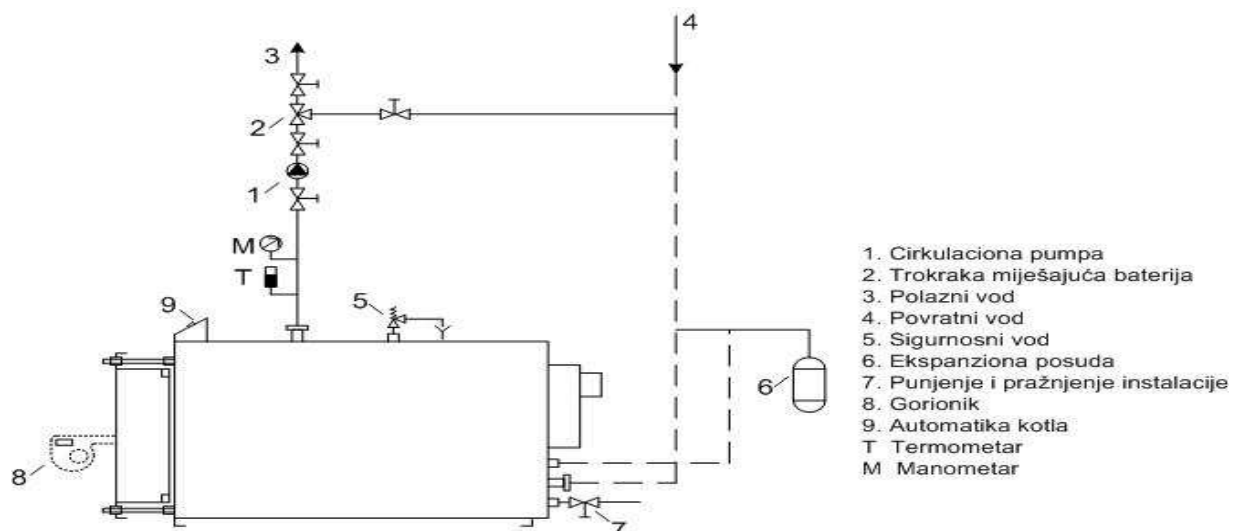 3
4
2
1
M
T
9
5
6
8
7
1. Cirkulaciona pumpa
2. Trokraka miješajuća baterija
3. Polazni vod
4. Povratni vod
5. Sigurnosni vod
6. Ekspanziona posuda
7. Punjenje i pražnjenje instalacije
8. Gorionik
9. Automatika kotla
T Termometar
M Manometar